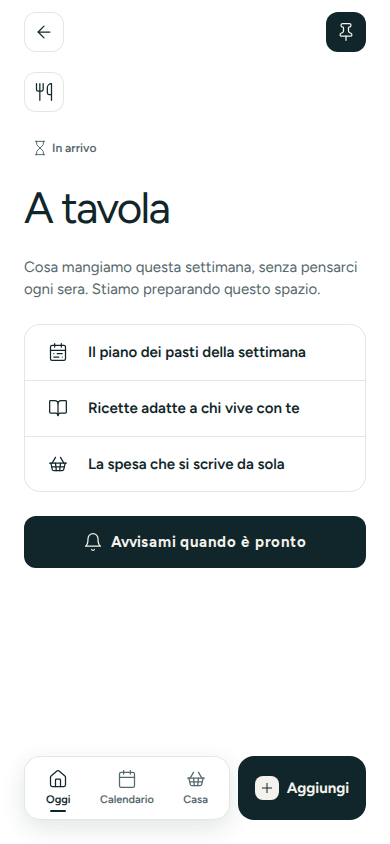 In arrivo
A tavola
Cosa mangiamo questa settimana, senza pensarci
ogni sera. Stiamo preparando questo spazio.
Il piano dei pasti della settimana
Ricette adatte a chi vive con te
La spesa che si scrive da sola
Avvisami quando è pronto
Oggi
Calendario
Casa
Aggiungi